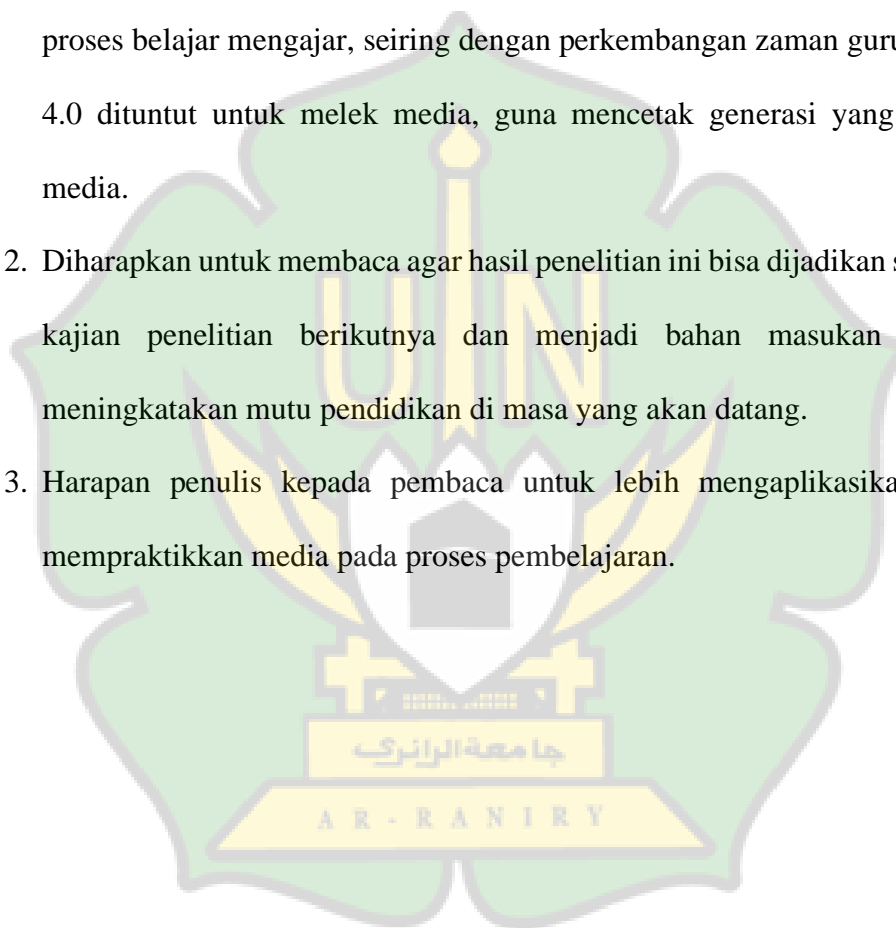 proses belajar mengajar, seiring dengan perkembangan zaman guru
4.0 dituntut untuk melek media, guna mencetak generasi yang
media.
2. Diharapkan untuk membaca agar hasil penelitian ini bisa dijadikan
kajian penelitian berikutnya dan menjadi bahan masukan
meningkatakan mutu pendidikan di masa yang akan datang.
3. Harapan penulis kepada pembaca untuk lebih mengaplikasika
mempraktikkan media pada proses pembelajaran.
UIN
جامعة الرانري
AR-RANIRY